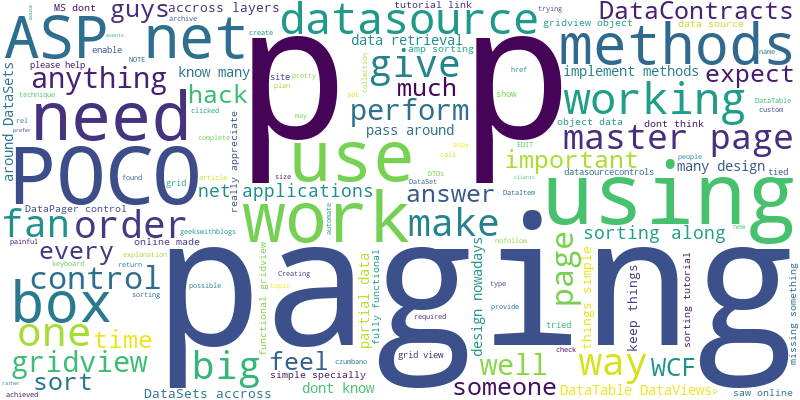 MS dont
guys
accross layers
tutorial link
gridview object
DataContracts
archive
datasource
data source
trying
ASP net
enable
create
data retrieval
amp sorting
methods
NOTE
please help
know many
p p
give
implement methods
name
anything
site
href
expect
technique
hack
plan
much
collection
show
object data
DataTable
around DataSets
need
clicked
may
perform
set
working
custom
rel
complete
pass around
EDIT
dont think
master page
prefer
use
really appreciate
people
POCO
found
grid
article
important
many design
net applications
size
answer
aspx
call
datasourcecontrols
tied
DTOs
DataSet
DataItem
using
DataPager control
work
clients
fan
order
geekswithblogs
automate
make
nofollow
sorting along
new
events
painful
online made
every
explanation
paging
page
keyboard
return
control
possible
Creating
functional gridview
topic
partial data
fully functional
design nowadays
type
provide
tried
things simple
keep things
sorting tutorial
missing something
box
sorting
one
time
required
grid view
check
gridview
big
feel
czumbano
well
way
WCF
rather
achieved
sort
simple specially
dont know
someone
DataSets accross
DataTable DataViews
saw online